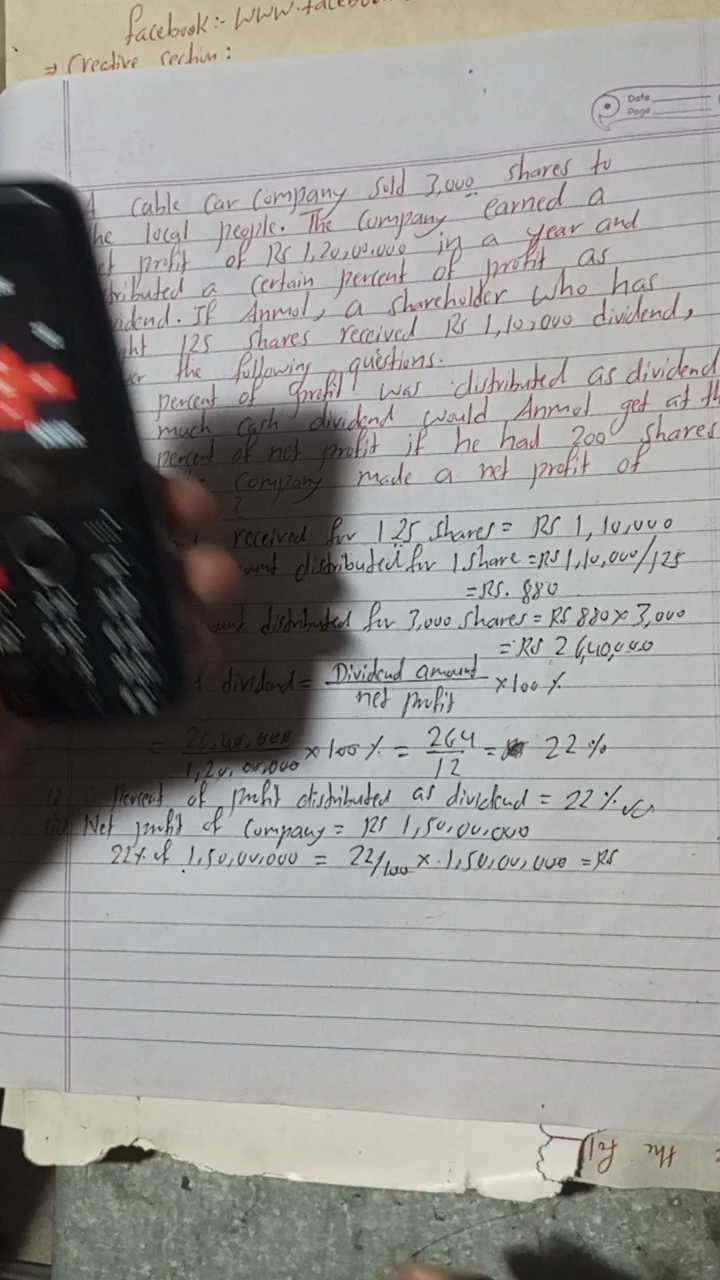 facebook:- WWW.facebo
⇒ Creative section:
Date
Page
A cable car company sold 3,000 shares to
he local people. The company earned a
t profit of Rs 1,20,00,000 in a year and
tributed a certain percent of profit as
idend. If Anmol, a shareholder who has
ght 125 shares received Rs 1,10,000 dividend,
the following questions.
percent of profit was distributed as dividend
much cash dividend would Anmol get at th
percent of net profit if he had 200 shares
company made a net profit of
?
received for 125 shares = Rs 1,10,000
distributed for 1 share = Rs 1,10,000/125
= Rs. 880
distributed for 3,000 shares = Rs 880 × 3,000
= Rs 26,40,000
dividend = Dividend amount / net profit × 100%
= 26,40,000 / 1,20,00,000 × 100% = 264 / 12 = 22%
Percent of profit distributed as dividend = 22%
Net profit of company = Rs 1,50,00,000
22% of 1,50,00,000 = 22/100 × 1,50,00,000 = Rs
the